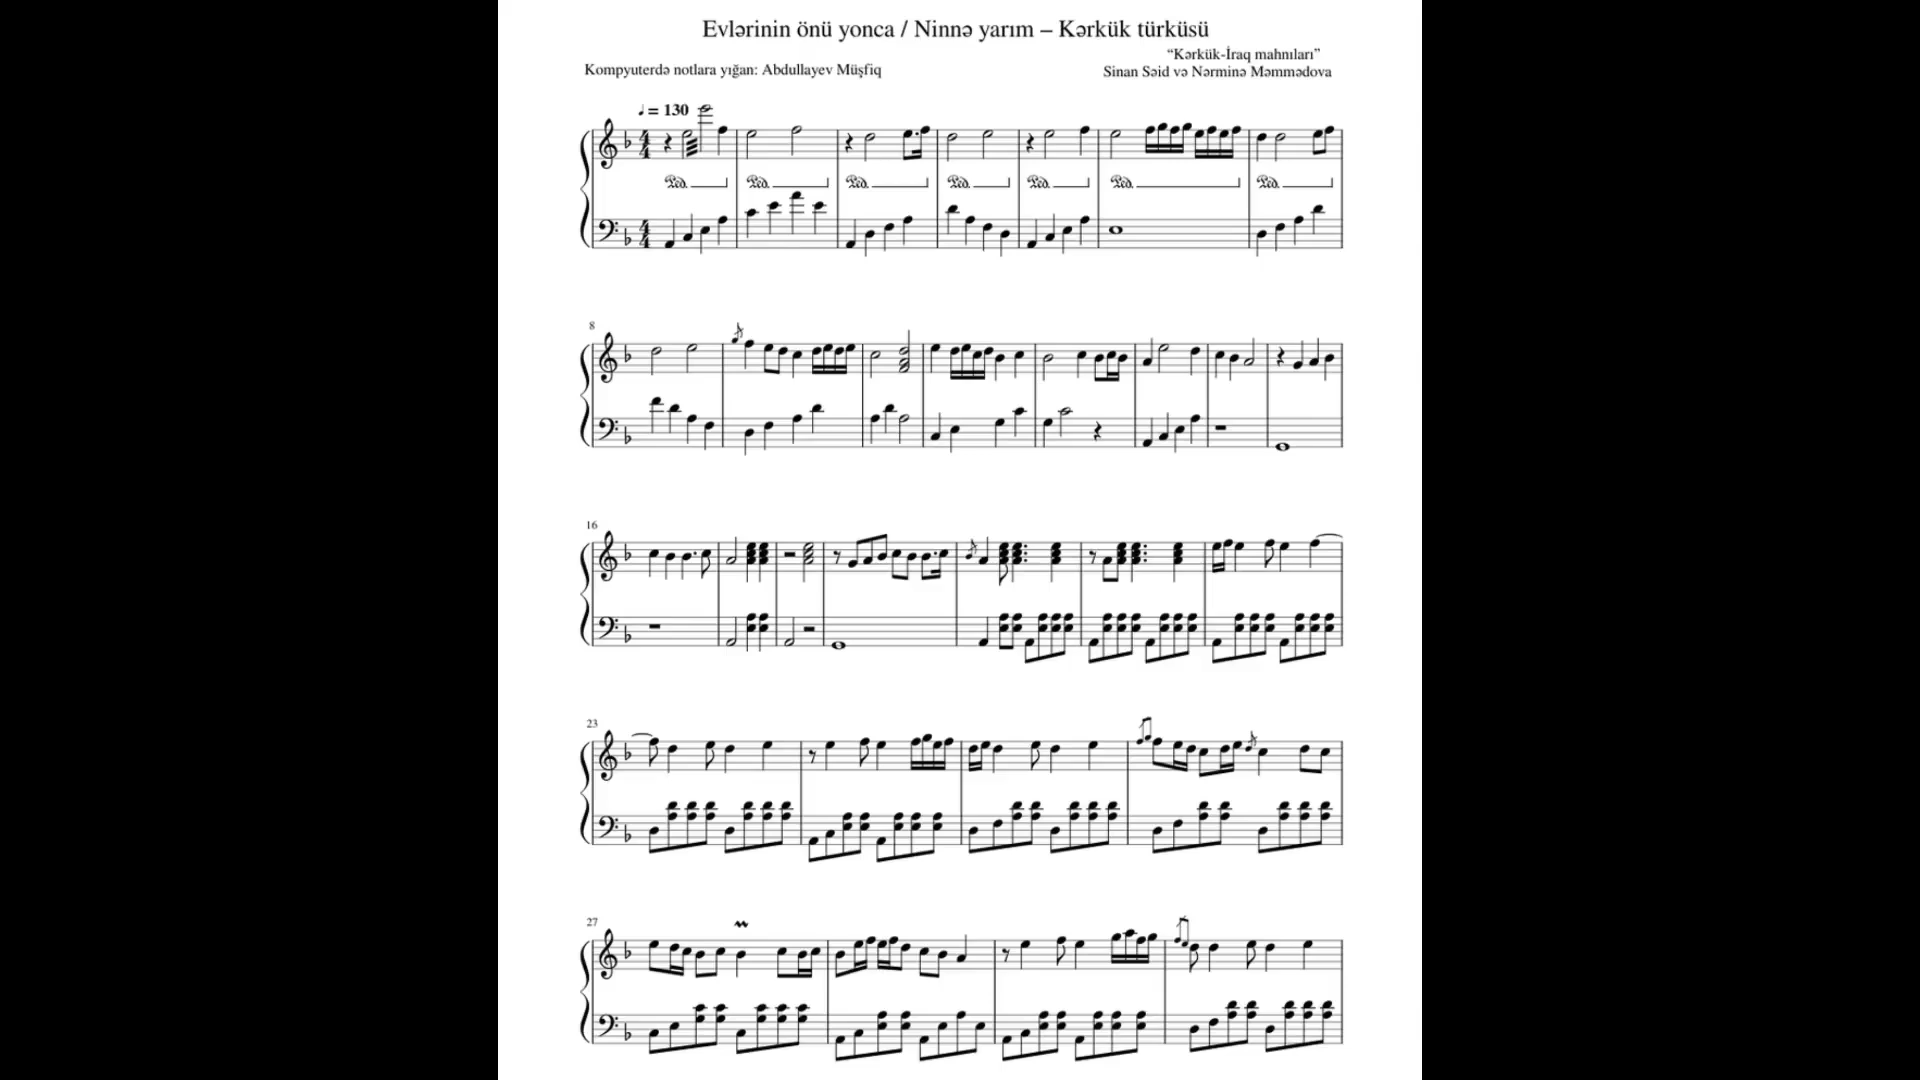 Evlərinin önü yonca / Ninnə yarım – Kərkük türküsü
“Kərkük-İraq mahnıları”
Kompyuterdə notlara yığan: Abdullayev Müşfiq
Sinan Səid və Nərminə Məmmədova
♩ = 130
8
16
23
27